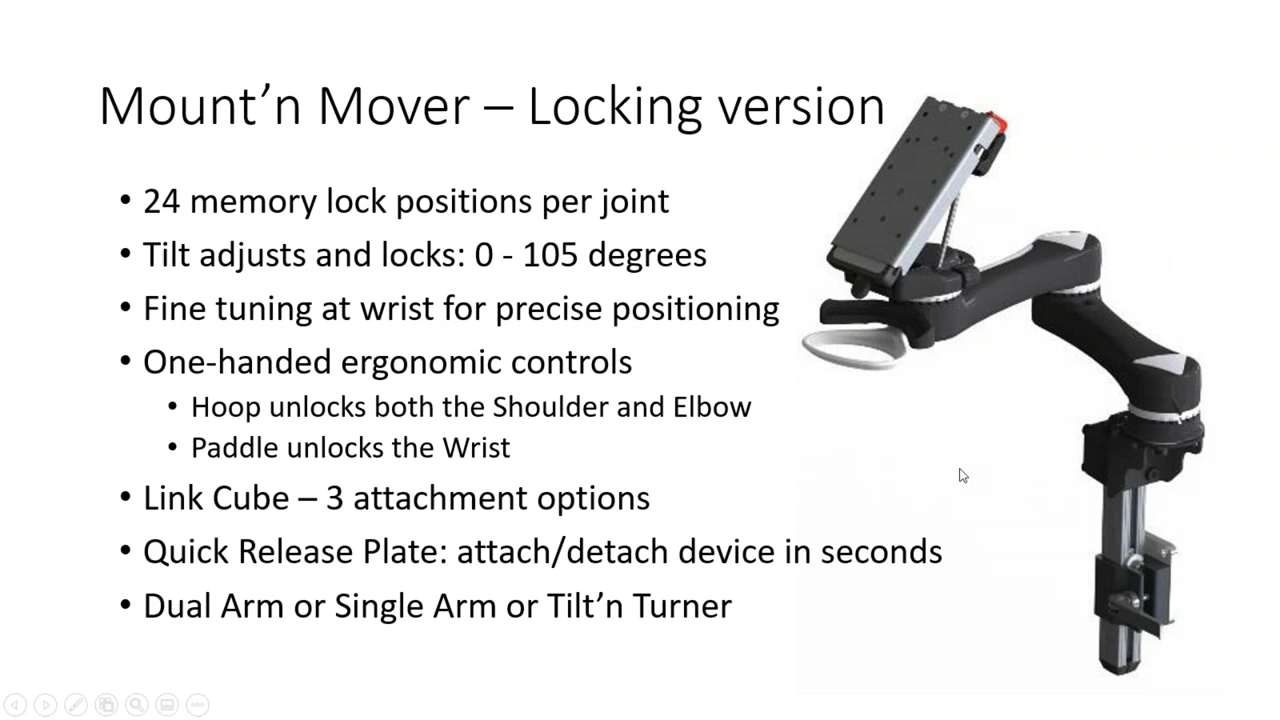 Mount’n Mover – Locking version
• 24 memory lock positions per joint
• Tilt adjusts and locks: 0 - 105 degrees
• Fine tuning at wrist for precise positioning
• One-handed ergonomic controls
• Hoop unlocks both the Shoulder and Elbow
• Paddle unlocks the Wrist
• Link Cube – 3 attachment options
• Quick Release Plate: attach/detach device in seconds
• Dual Arm or Single Arm or Tilt’n Turner